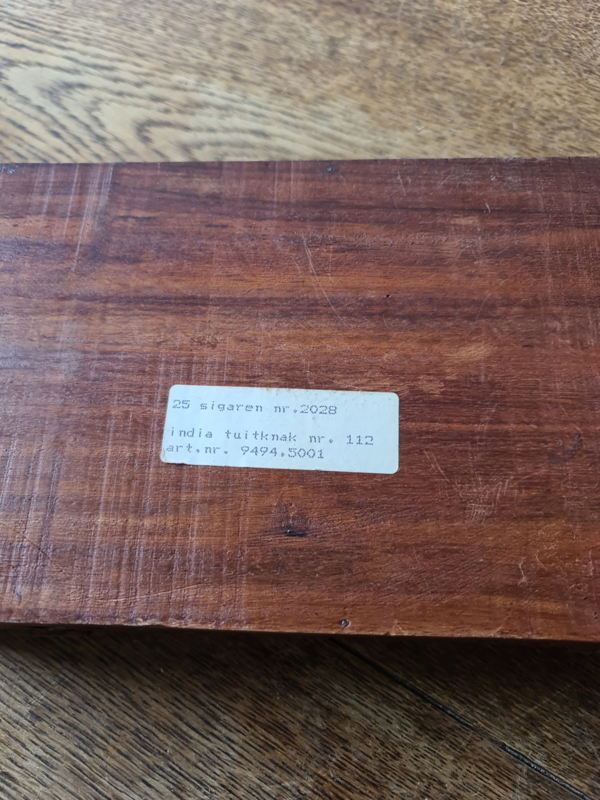 25 sigaren nr.2028
india tuitknak nr. 112
art.nr. 9494.5001